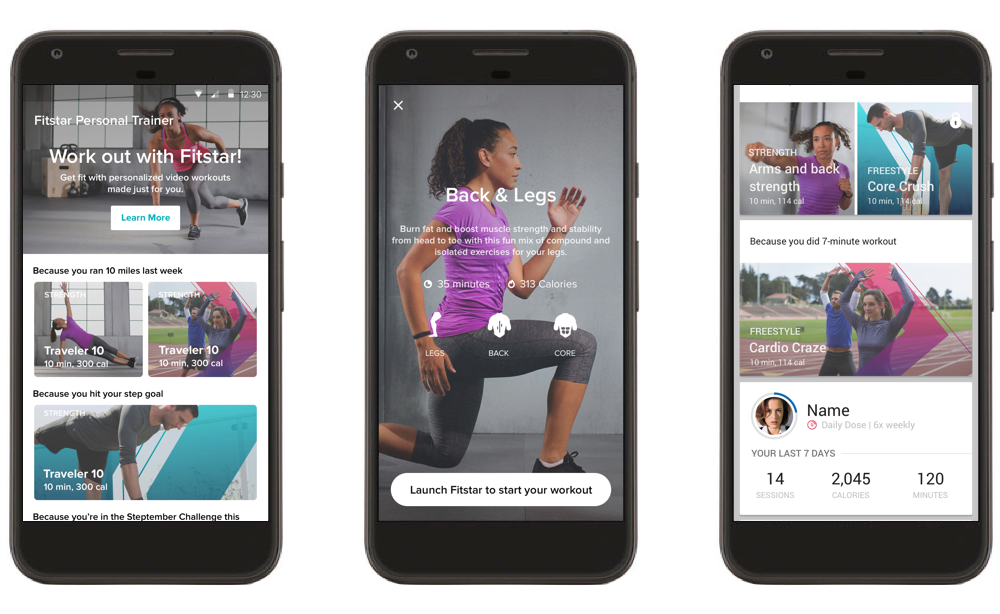 12:30
Fitstar Personal Trainer
Work out with Fitstar!
Get fit with personalized video workouts
made just for you.
Learn More
Because you ran 10 miles last week
STRENGTH
Traveler 10
10 min, 300 cal
STRENGTH
Traveler 10
10 min, 300 cal
Because you hit your step goal
STRENGTH
Traveler 10
10 min, 300 cal
Because you're in the Steptember Challenge this
Back & Legs
Burn fat and boost muscle strength and stability
from head to toe with this fun mix of compound and
isolated exercises for your legs.
35 minutes
313 Calories
LEGS
BACK
CORE
Launch Fitstar to start your workout
STRENGTH
Arms and back
strength
10 min, 114 cal
FREESTYLE
Core Crush
10 min, 114 cal
Because you did 7-minute workout
FREESTYLE
Cardio Craze
10 min, 114 cal
Name
Daily Dose | 6x weekly
YOUR LAST 7 DAYS
14
SESSIONS
2,045
CALORIES
120
MINUTES